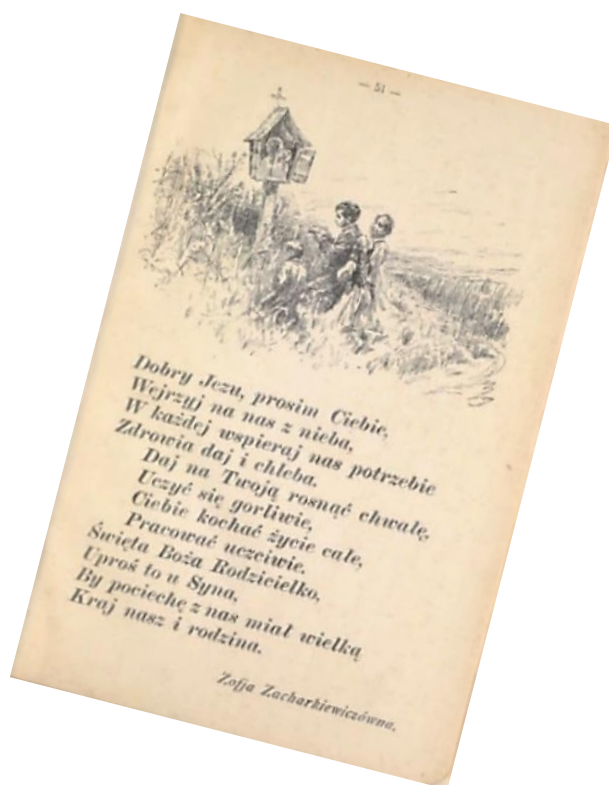 — 51 —
Dobry Jezu, prosim Ciebie,
Wejrzyj na nas z nieba,
W każdej wspieraj nas potrzebie
Zdrowia daj i chleba.
Daj na Twoją rosnąć chwałę,
Uczyć się gorliwie,
Ciebie kochać życie całe,
Pracować uczciwie.
Święta Boża Rodzicielko,
Uproś to u Syna,
By pociechę z nas miał wielką
Kraj nasz i rodzina.
Zofja Zacharkiewiczówna.